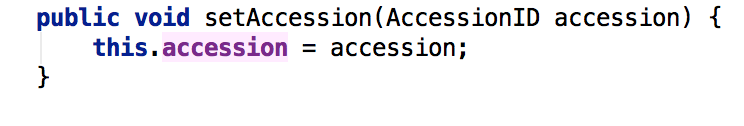 public void setAccession(AccessionID accession) {
    this.accession = accession;
}